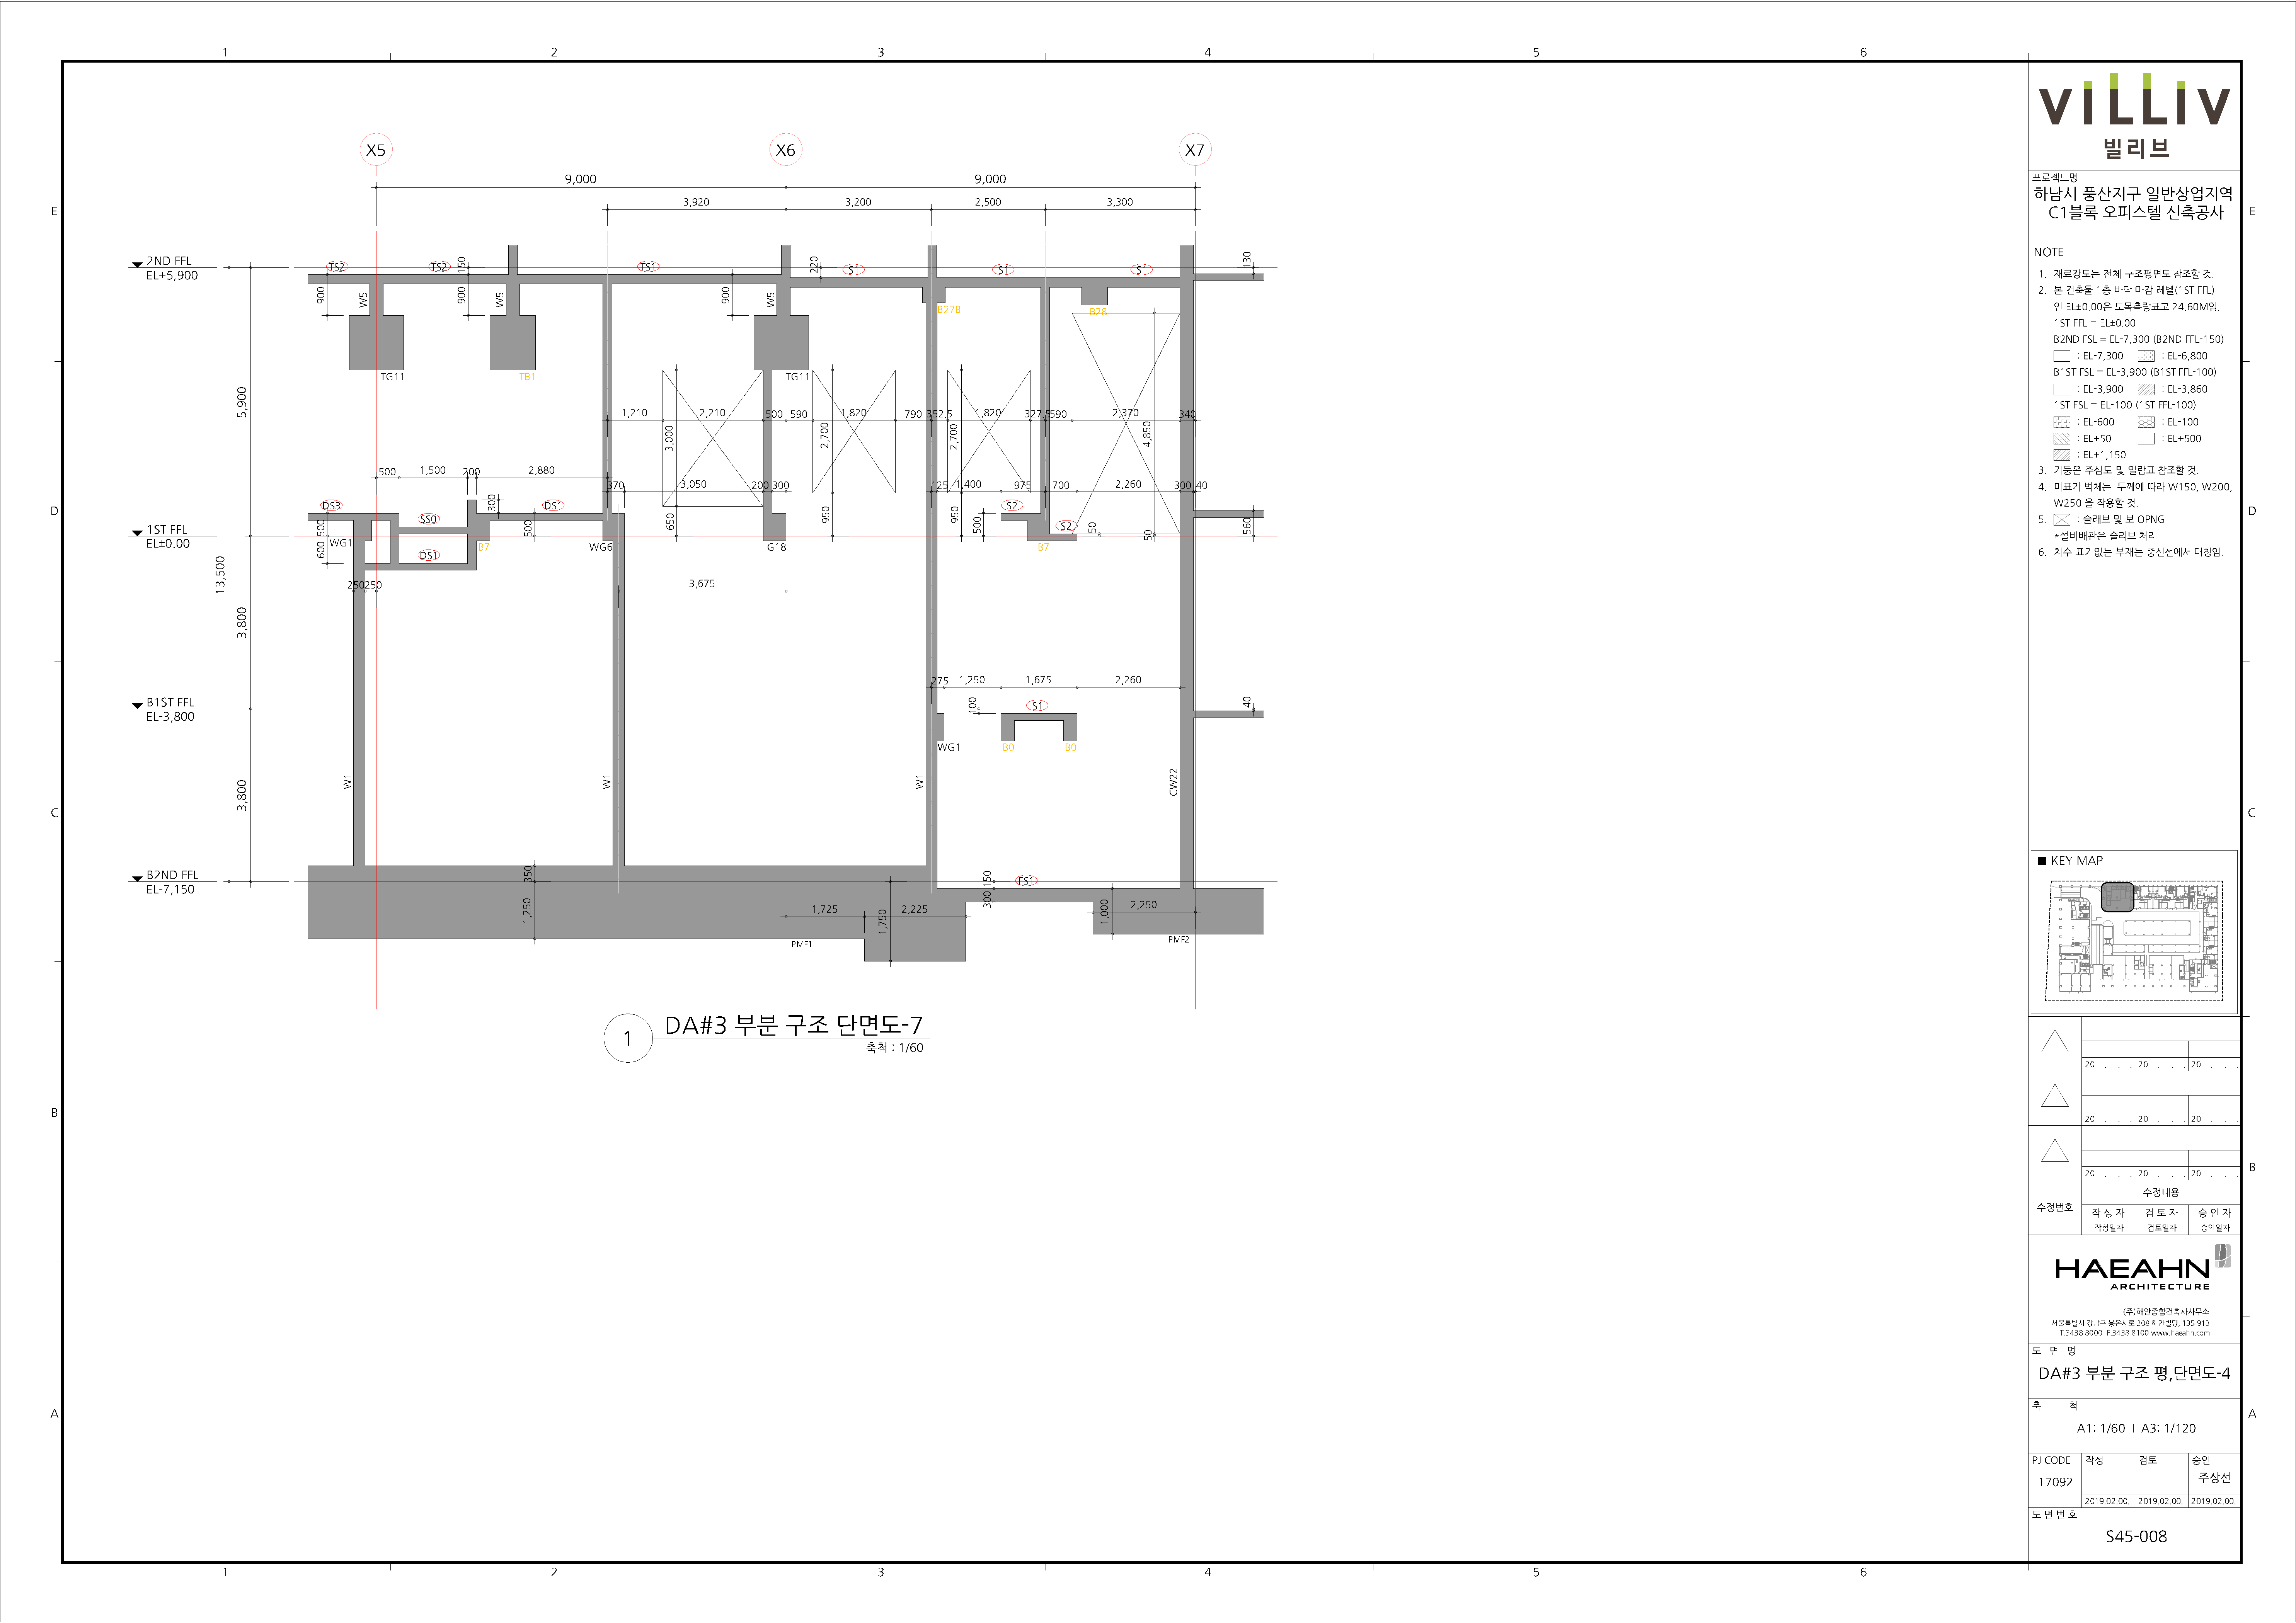 1 2 3 4 5 6
X5 X6 X7
9,000 9,000
3,920 3,200 2,500 3,300
E
2ND FFL
EL+5,900
TS2 TS2 150 TS1 220 S1 S1 S1 130
900 W5 900 W5 900 W5
B27B B28
TG11 TB1 TG11
5,900
1,210 2,210 500 590 1,820 790 352.5 1,820 327.5 590 2,370 340
3,000 2,700 2,700 4,850
500 1,500 200 2,880
370 3,050 200 300 125 1,400 975 700 2,260 300 40
D
DS3 SS0 300 DS1 S2 S2
500 500 650 950 950 500 50 50 560
1ST FFL
EL±0.00
WG1 B7 WG6 G18 B7
600 DS1
13,500
250 250 3,675
3,800
275 1,250 1,675 2,260
B1ST FFL
EL-3,800
100 S1 40
WG1 B0 B0
3,800
W1 W1 W1 CW22
C
B2ND FFL
EL-7,150
350 150 FS1
1,250 1,725 1,750 2,225 300 1,000 2,250
PMF1 PMF2
1
DA#3 부분 구조 단면도-7
축척 : 1/60
B
A
1 2 3 4 5 6
VILLIV
빌리브
프로젝트명
하남시 풍산지구 일반상업지역
C1블록 오피스텔 신축공사
E
NOTE
1. 재료강도는 전체 구조평면도 참조할 것.
2. 본 건축물 1층 바닥 마감 레벨(1ST FFL)
인 EL±0.00은 토목측량표고 24.60M임.
1ST FFL = EL±0.00
B2ND FSL = EL-7,300 (B2ND FFL-150)
: EL-7,300 : EL-6,800
B1ST FSL = EL-3,900 (B1ST FFL-100)
: EL-3,900 : EL-3,860
1ST FSL = EL-100 (1ST FFL-100)
: EL-600 : EL-100
: EL+50 : EL+500
: EL+1,150
3. 기둥은 주심도 및 일람표 참조할 것.
4. 미표기 벽체는 두께에 따라 W150, W200,
W250 을 적용할 것.
5. : 슬래브 및 보 OPNG
*설비배관은 슬리브 처리
6. 치수 표기없는 부재는 중신선에서 대칭임.
D
C
■ KEY MAP
20 . . . 20 . . . 20 . . .
20 . . . 20 . . . 20 . . .
20 . . . 20 . . . 20 . . .
B
수정번호 수정내용
작 성 자 검 토 자 승 인 자
작성일자 검토일자 승인일자
HAEAHN
ARCHITECTURE
(주)해안종합건축사사무소
서울특별시 강남구 봉은사로 208 해안빌딩, 135-913
T.3438 8000 F.3438 8100 www.haeahn.com
도 면 명
DA#3 부분 구조 평,단면도-4
축 척
A
A1: 1/60 I A3: 1/120
PJ CODE 작성 검토 승인
17092 주상선
2019.02.00. 2019.02.00. 2019.02.00.
도 면 번 호
S45-008